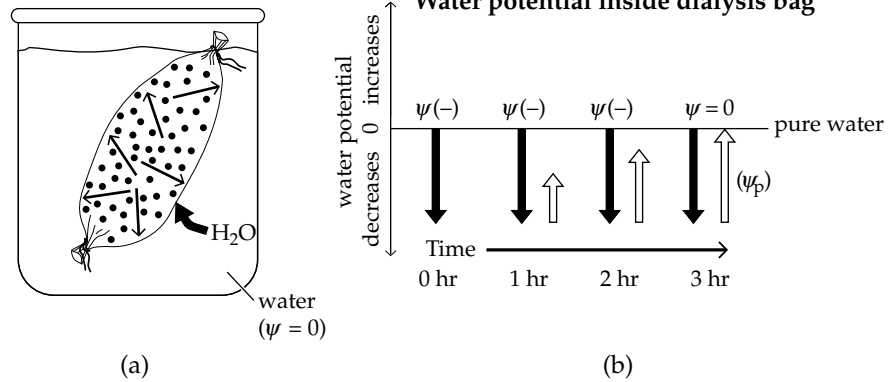 Water potential inside dialysis bag
water potential
decreases 0 increases
ψ(–) ψ(–) ψ(–) ψ = 0
pure water
(ψp)
Time
0 hr 1 hr 2 hr 3 hr
H2O
water
(ψ = 0)
(a) (b)